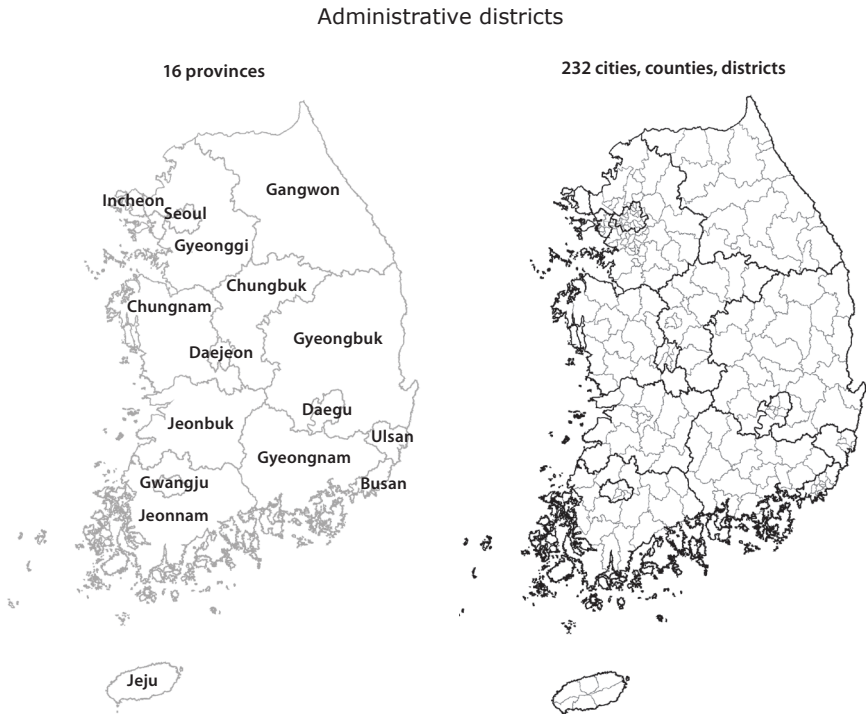 Administrative districts
16 provinces
232 cities, counties, districts
Incheon
Seoul
Gangwon
Gyeonggi
Chungbuk
Chungnam
Daejeon
Gyeongbuk
Daegu
Jeonbuk
Ulsan
Gyeongnam
Gwangju
Busan
Jeonnam
Jeju